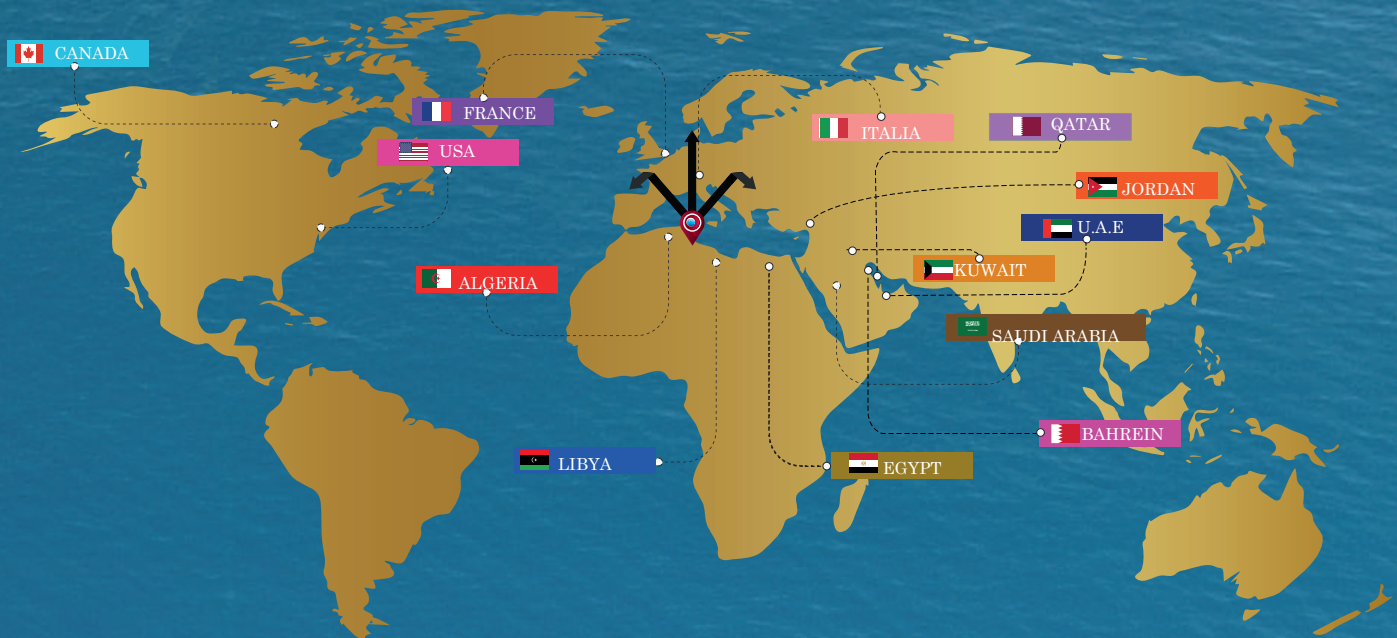 CANADA
FRANCE
USA
ITALIA
QATAR
JORDAN
U.A.E
KUWAIT
ALGERIA
SAUDI ARABIA
BAHREIN
LIBYA
EGYPT